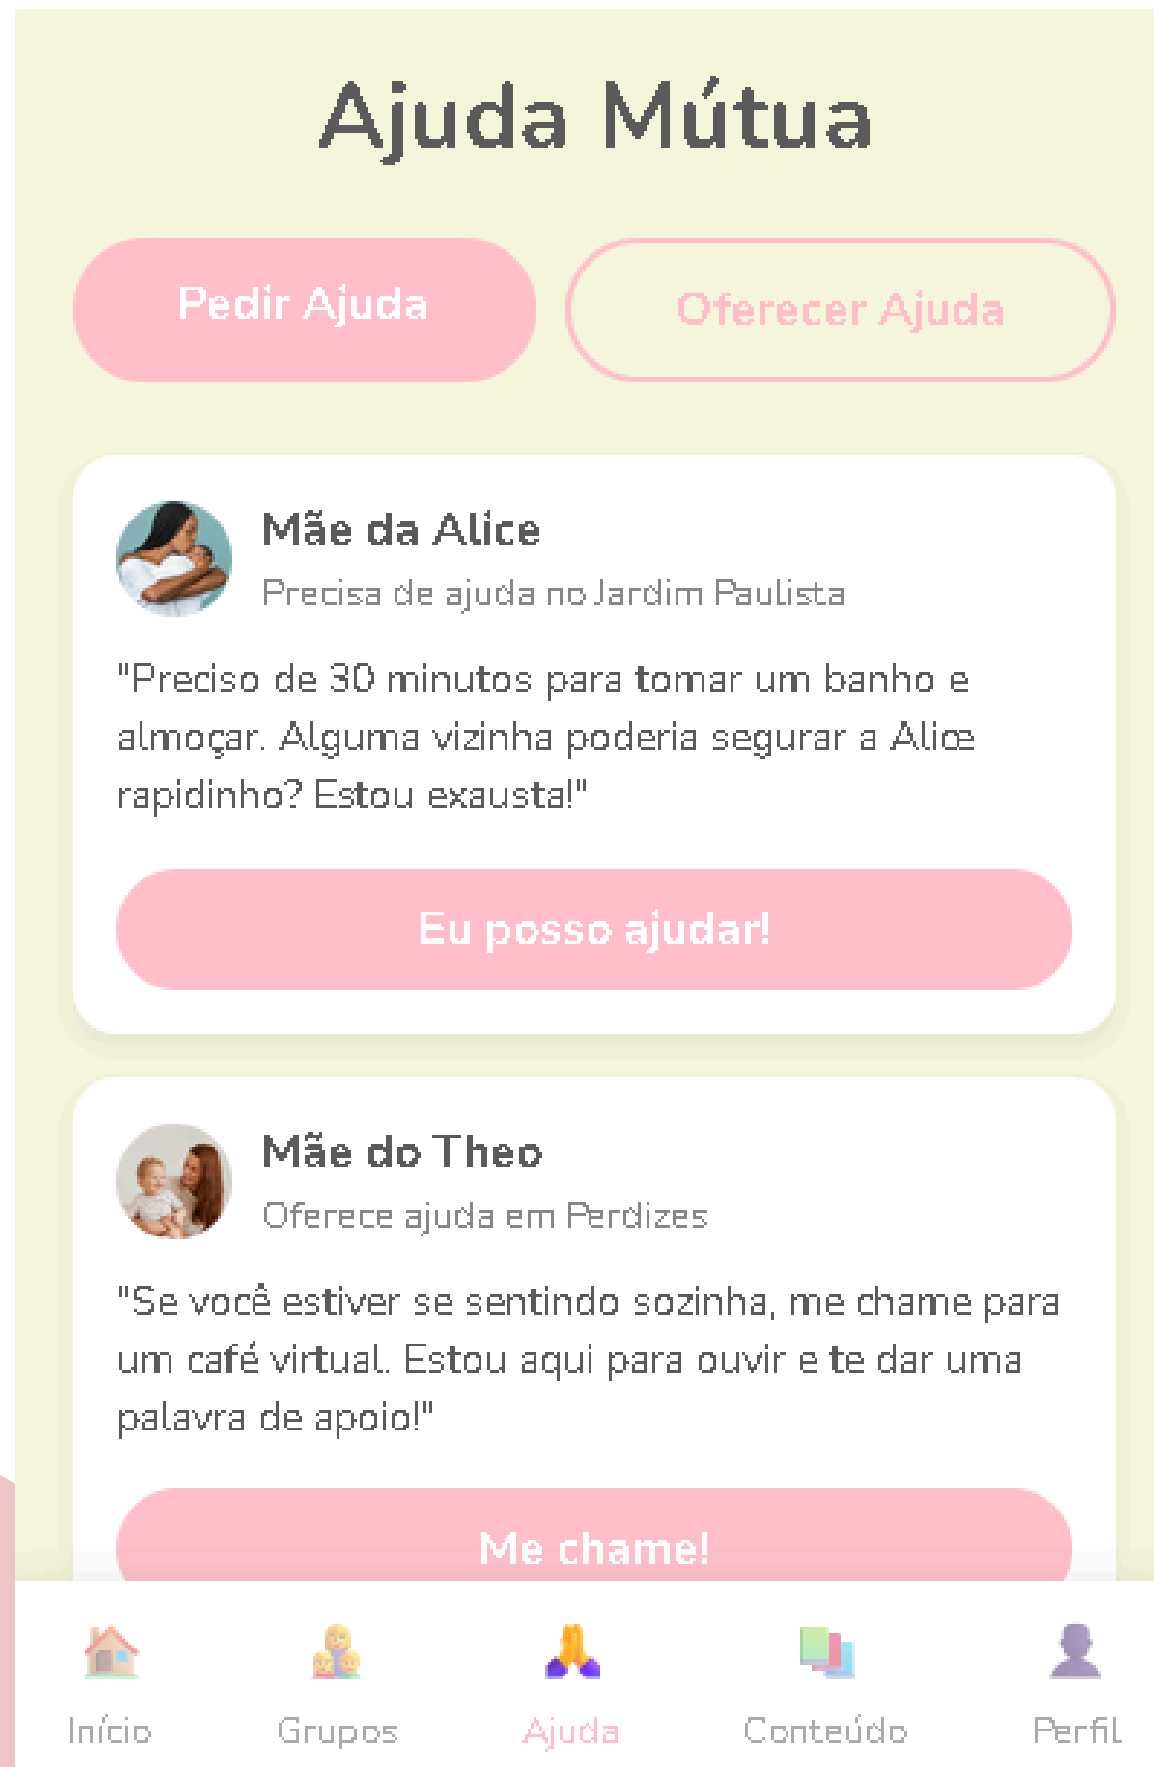 Ajuda Mútua
Pedir Ajuda
Oferecer Ajuda
Mãe da Alice
Precisa de ajuda no Jardim Paulista
"Preciso de 30 minutos para tomar um banho e
almoçar. Alguma vizinha poderia segurar a Alice
rapidinho? Estou exausta!"
Eu posso ajudar!
Mãe do Theo
Oferece ajuda em Perdizes
"Se você estiver se sentindo sozinha, me chame para
um café virtual. Estou aqui para ouvir e te dar uma
palavra de apoio!"
Me chame!
Início
Grupos
Ajuda
Conteúdo
Perfil